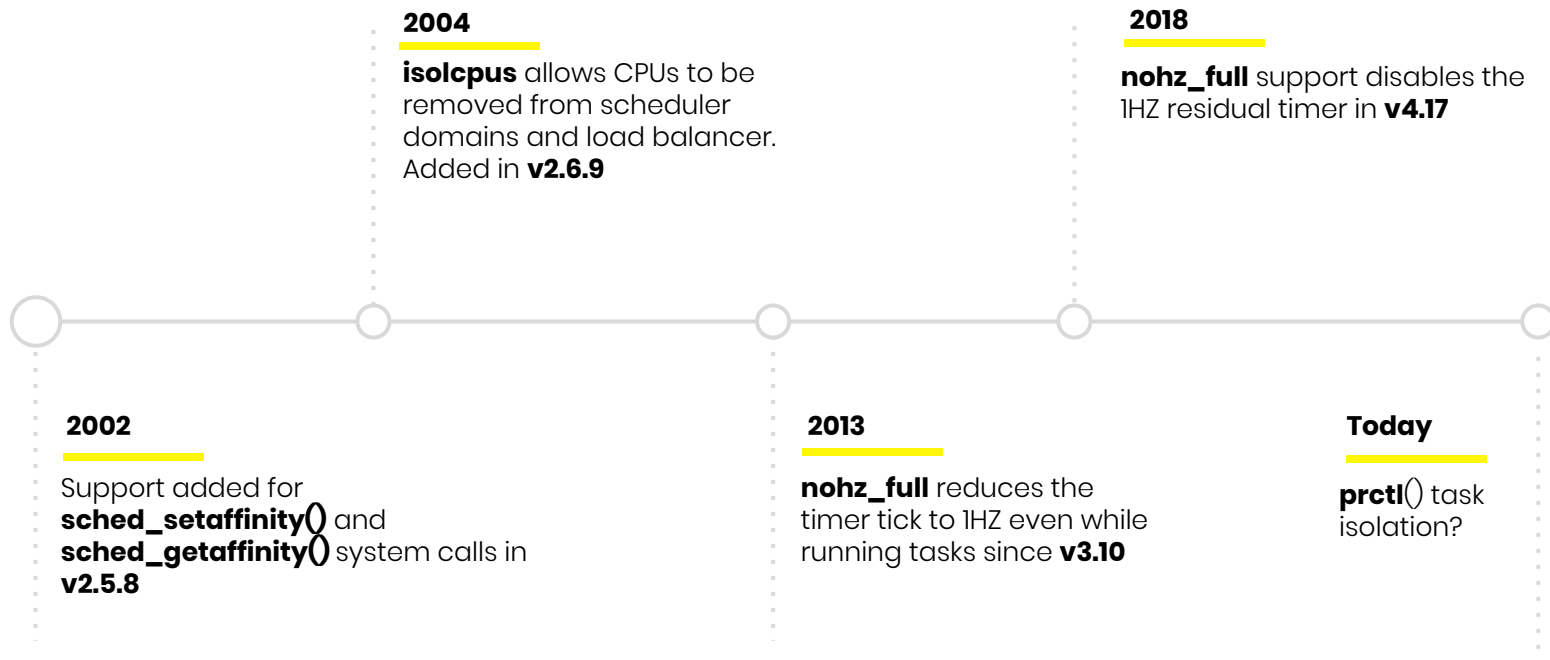 2004
isolcpus allows CPUs to be
removed from scheduler
domains and load balancer.
Added in v2.6.9
2018
nohz_full support disables the
1HZ residual timer in v4.17
2002
Support added for
sched_setaffinity() and
sched_getaffinity() system calls in
v2.5.8
2013
nohz_full reduces the
timer tick to 1HZ even while
running tasks since v3.10
Today
prctl() task
isolation?